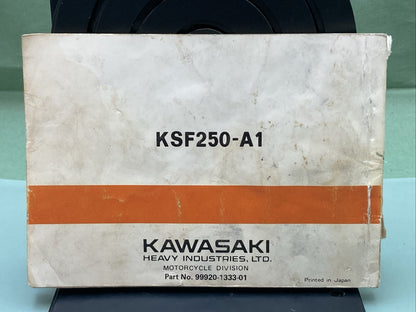 KSF250-A1
KAWASAKI
HEAVY INDUSTRIES, LTD.
MOTORCYCLE DIVISION
Part No. 99920-1333-01
Printed in Japan